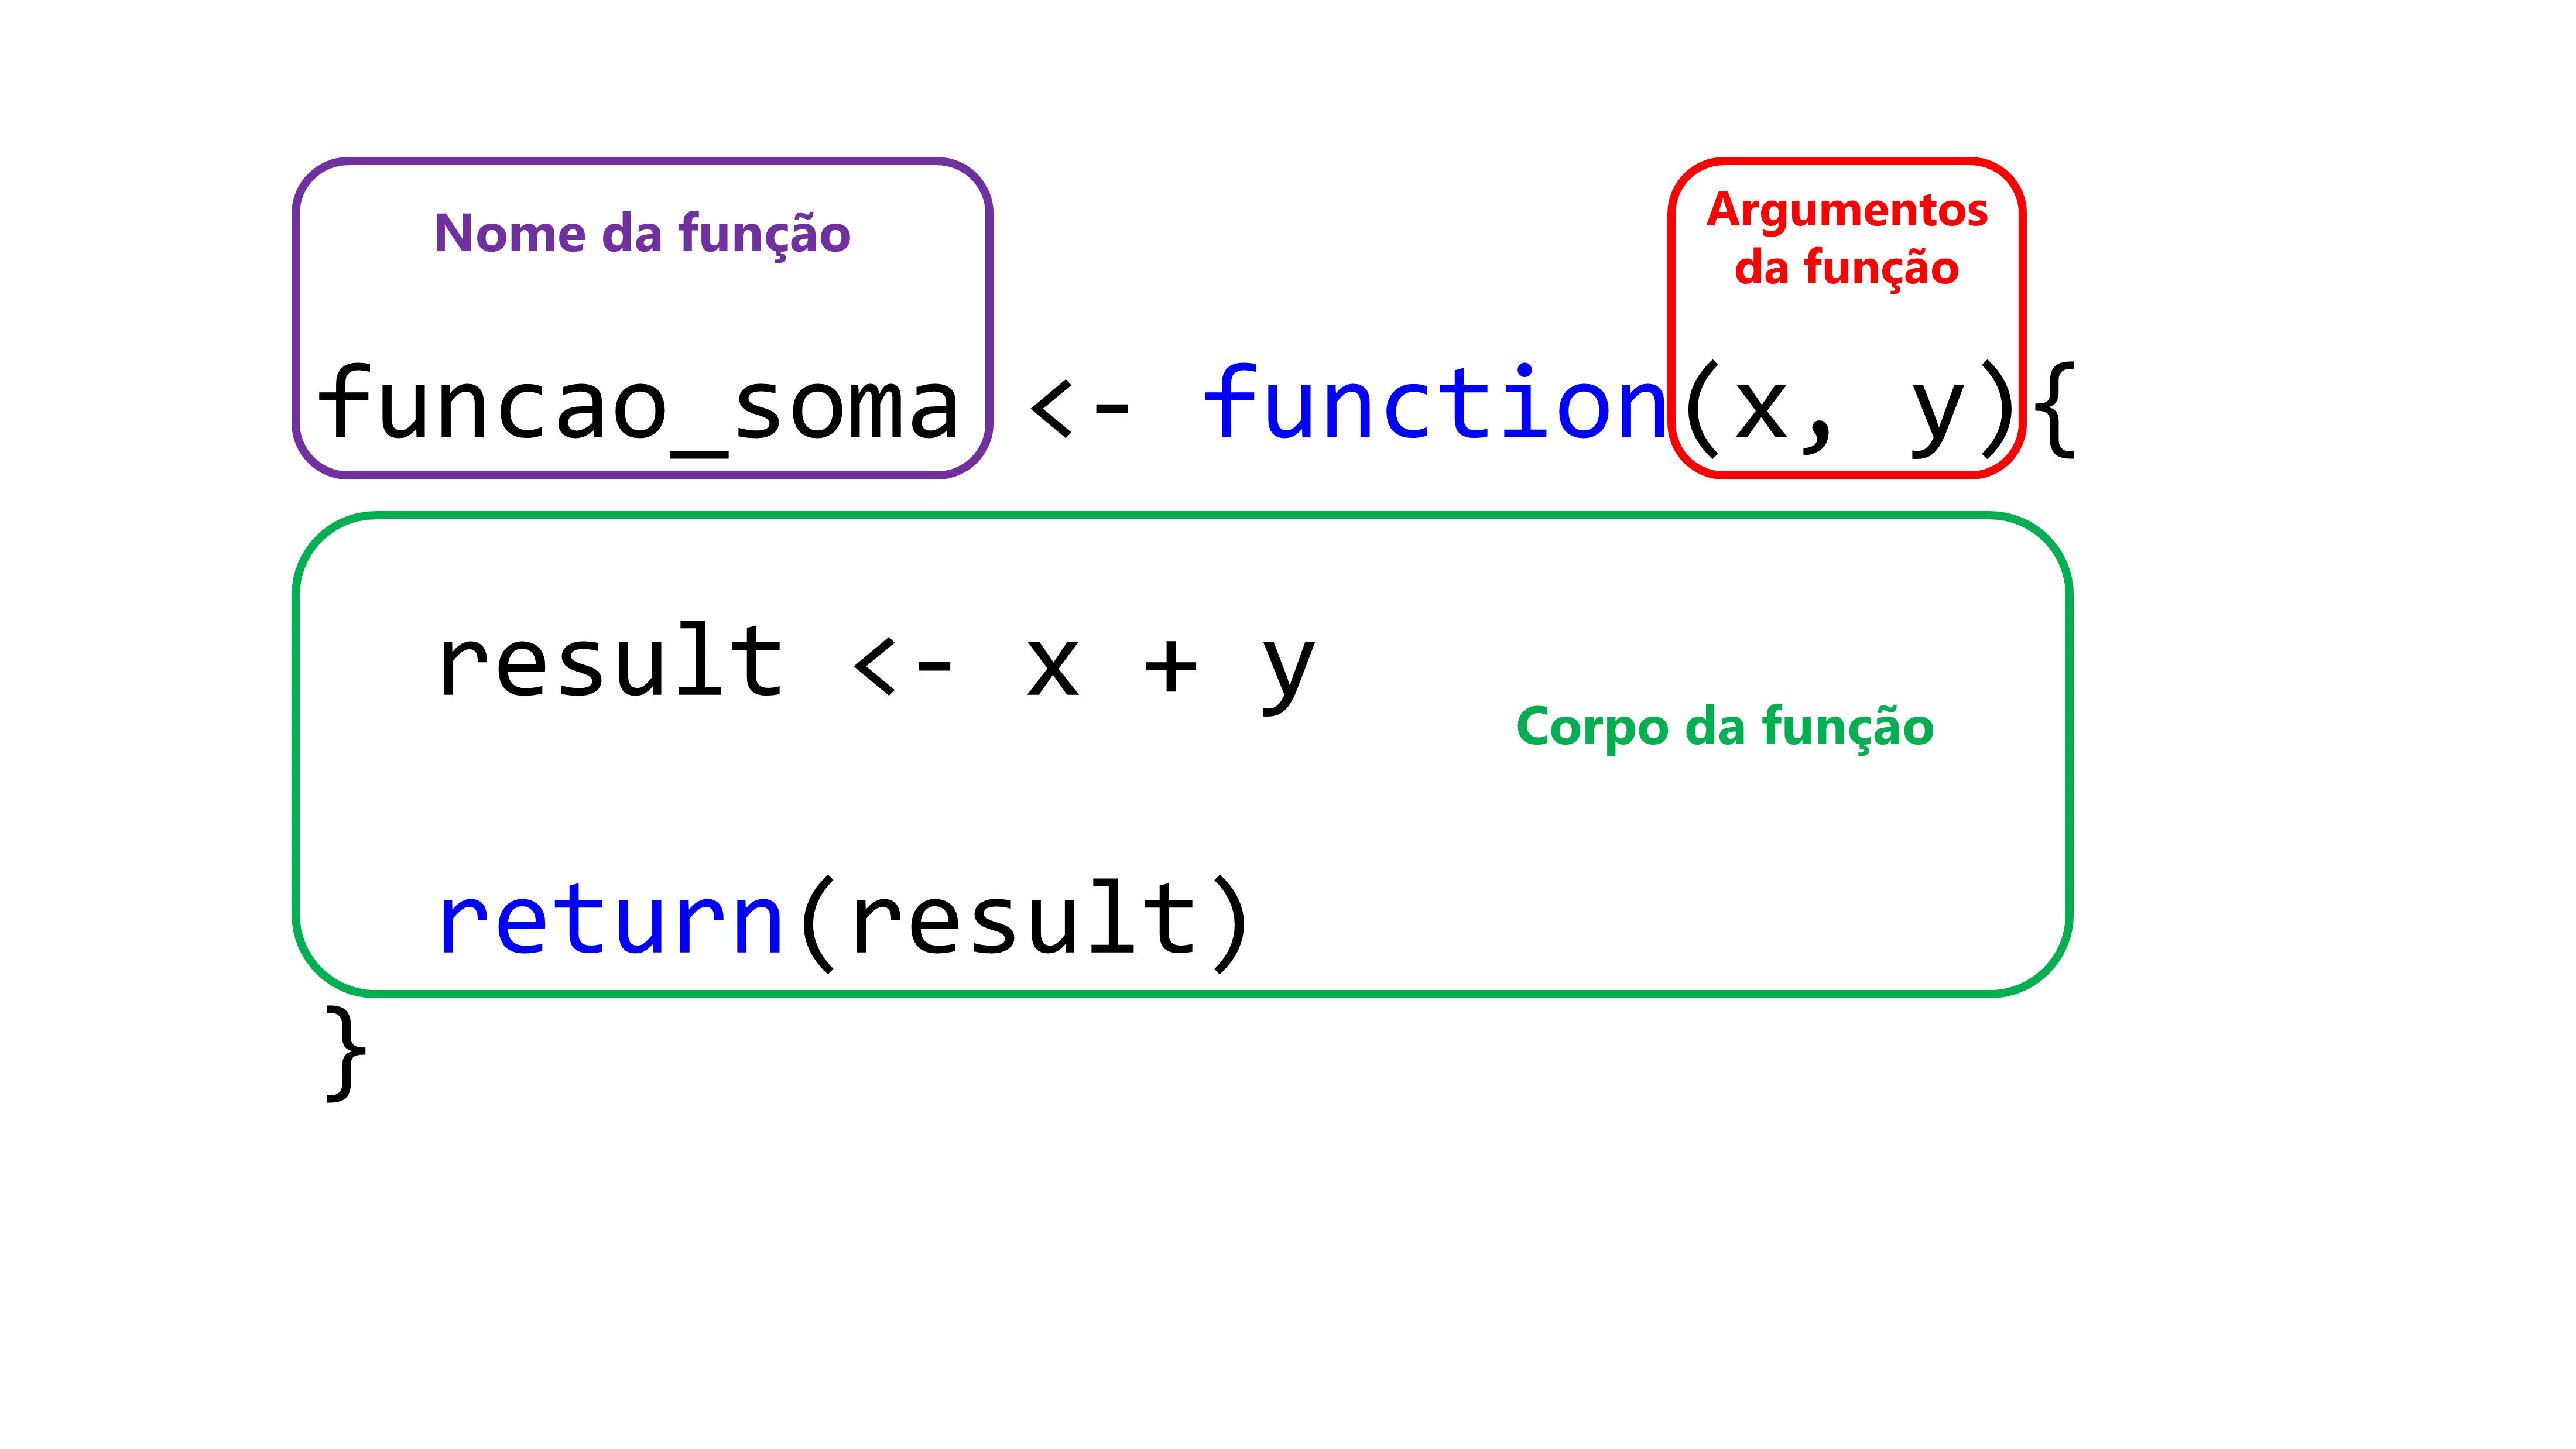 Nome da função
Argumentos
da função
funcao_soma <- function(x, y){
result <- x + y
Corpo da função
return(result)
}